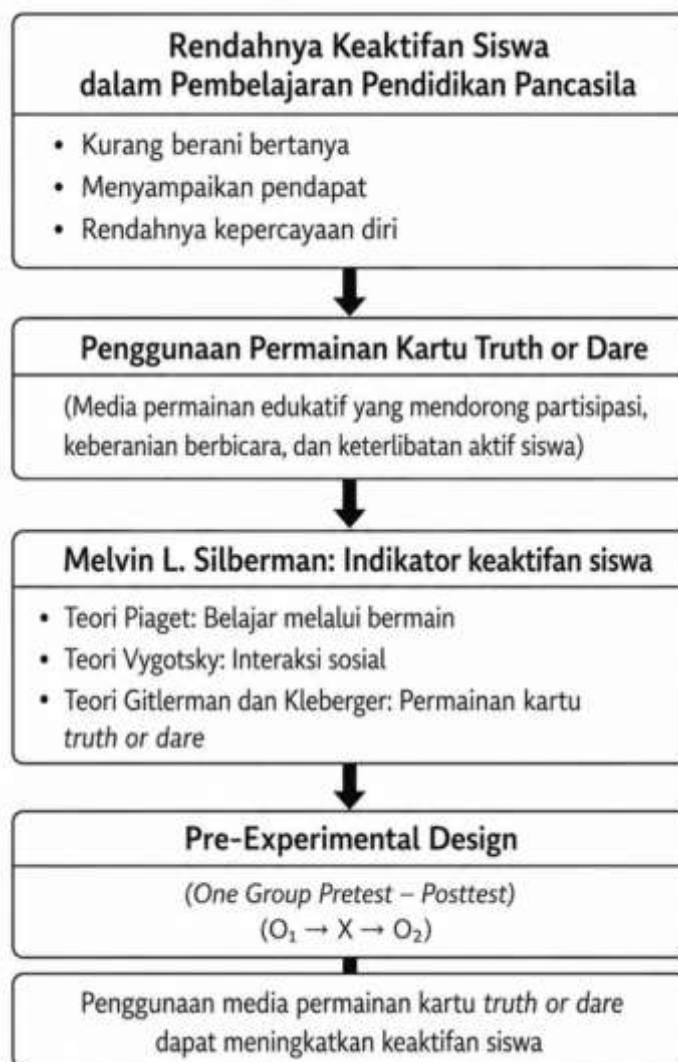 Rendahnya Keaktifan Siswa
dalam Pembelajaran Pendidikan Pancasila
• Kurang berani bertanya
• Menyampaikan pendapat
• Rendahnya kepercayaan diri
Penggunaan Permainan Kartu Truth or Dare
(Media permainan edukatif yang mendorong partisipasi,
keberanian berbicara, dan keterlibatan aktif siswa)
Melvin L. Silberman: Indikator keaktifan siswa
• Teori Piaget: Belajar melalui bermain
• Teori Vygotsky: Interaksi sosial
• Teori Gitlerman dan Kleberger: Permainan kartu
truth or dare
Pre-Experimental Design
(One Group Pretest – Posttest)
(O₁ → X → O₂)
Penggunaan media permainan kartu truth or dare
dapat meningkatkan keaktifan siswa